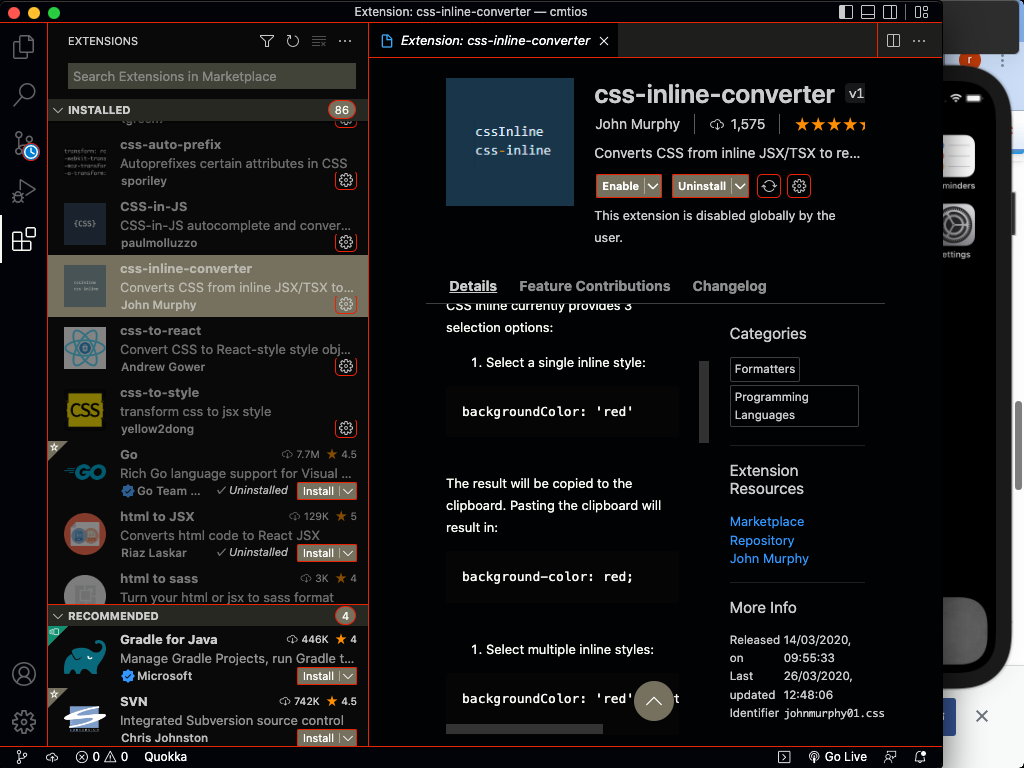 Extension: css-inline-converter — cmtios
EXTENSIONS
Search Extensions in Marketplace
INSTALLED 86
css-auto-prefix
Autoprefixes certain attributes in CSS
sporiley
CSS-in-JS
CSS-in-JS autocomplete and conver...
paulmolluzzo
{CSS}
css-inline-converter
Converts CSS from inline JSX/TSX to...
John Murphy
css-to-react
Convert CSS to React-style style obj...
Andrew Gower
css-to-style
transform css to jsx style
yellow2dong
CSS
Go 7.7M ★ 4.5
Rich Go language support for Visual ...
Go Team ... ✓ Uninstalled Install
GO
html to JSX 129K ★ 5
Converts html code to React JSX
Riaz Laskar ✓ Uninstalled Install
html to sass 3K ★ 4
Turn your html or jsx to sass format
RECOMMENDED 4
Gradle for Java 446K ★ 4
Manage Gradle Projects, run Gradle t...
Microsoft Install
SVN 742K ★ 4.5
Integrated Subversion source control
Chris Johnston Install
Extension: css-inline-converter
cssInline
css-inline
css-inline-converter v1
John Murphy 1,575
Converts CSS from inline JSX/TSX to re...
Enable Uninstall
This extension is disabled globally by the
user.
Details Feature Contributions Changelog
CSS Inline currently provides 3
selection options:
1. Select a single inline style:
backgroundColor: 'red'
The result will be copied to the
clipboard. Pasting the clipboard will
result in:
background-color: red;
1. Select multiple inline styles:
backgroundColor: 'red'
Categories
Formatters
Programming
Languages
Extension
Resources
Marketplace
Repository
John Murphy
More Info
Released on 14/03/2020, 09:55:33
Last updated 26/03/2020, 12:48:06
Identifier johnmurphy01.css
0 0 Quokka
Go Live
r
minders
ettings